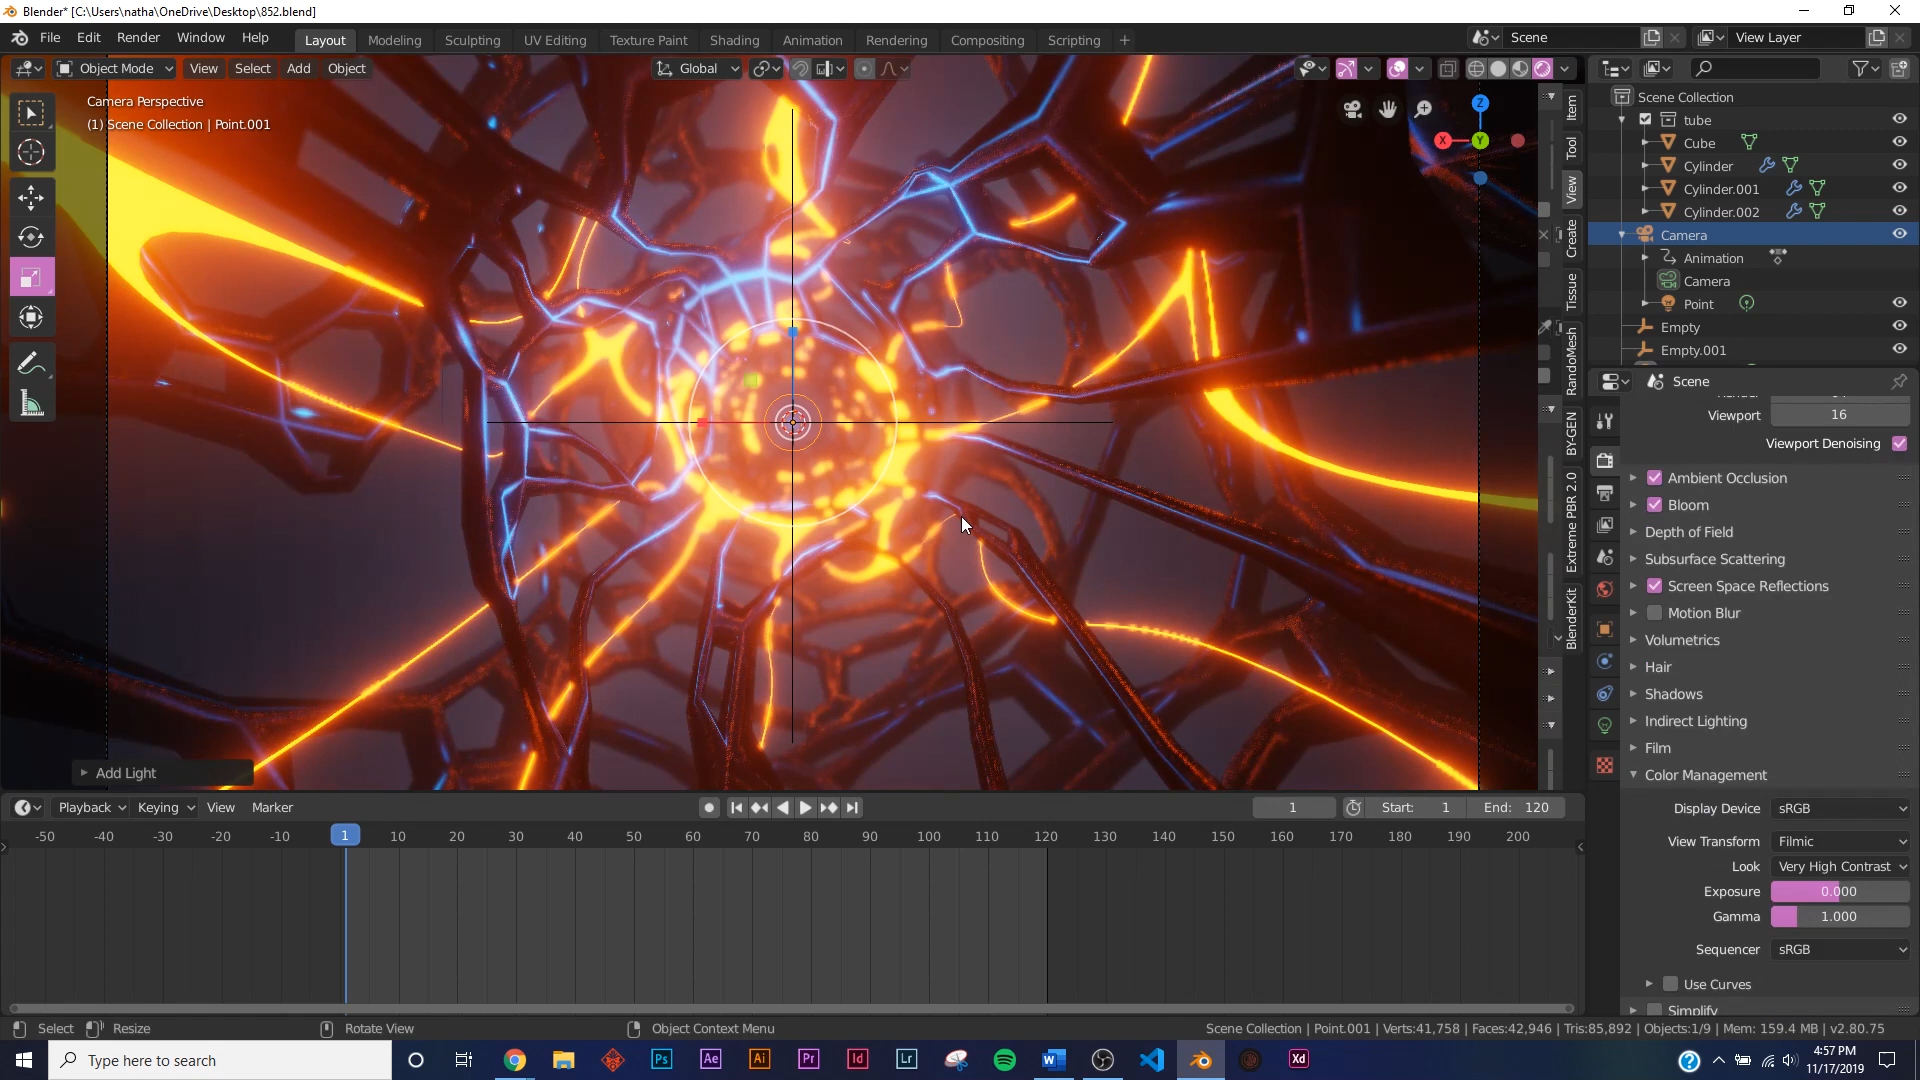 Blender* [C:\Users\natha\OneDrive\Desktop\852.blend]
File Edit Render Window Help
Layout Modeling Sculpting UV Editing Texture Paint Shading Animation Rendering Compositing Scripting +
Scene
View Layer
Object Mode View Select Add Object
Global
Camera Perspective
(1) Scene Collection | Point.001
Z
X
Y
Item
Tool
View
Create
Tissue
RandoMesh
BY-GEN
Extreme PBR 2.0
BlenderKit
Scene Collection
tube
Cube
Cylinder
Cylinder.001
Cylinder.002
Camera
Animation
Camera
Point
Empty
Empty.001
Scene
Viewport 16
Viewport Denoising
Ambient Occlusion
Bloom
Depth of Field
Subsurface Scattering
Screen Space Reflections
Motion Blur
Volumetrics
Hair
Shadows
Indirect Lighting
Film
Color Management
Display Device sRGB
View Transform Filmic
Look Very High Contrast
Exposure 0.000
Gamma 1.000
Sequencer sRGB
Use Curves
Simplify
Add Light
Playback Keying View Marker
1 Start: 1 End: 120
-50 -40 -30 -20 -10 1 10 20 30 40 50 60 70 80 90 100 110 120 130 140 150 160 170 180 190 200
Select Resize Rotate View Object Context Menu
Scene Collection | Point.001 | Verts:41,758 | Faces:42,946 | Tris:85,892 | Objects:1/9 | Mem: 159.4 MB | v2.80.75
Type here to search
Ps Ae Ai Pr Id Lr W Xd
4:57 PM
11/17/2019